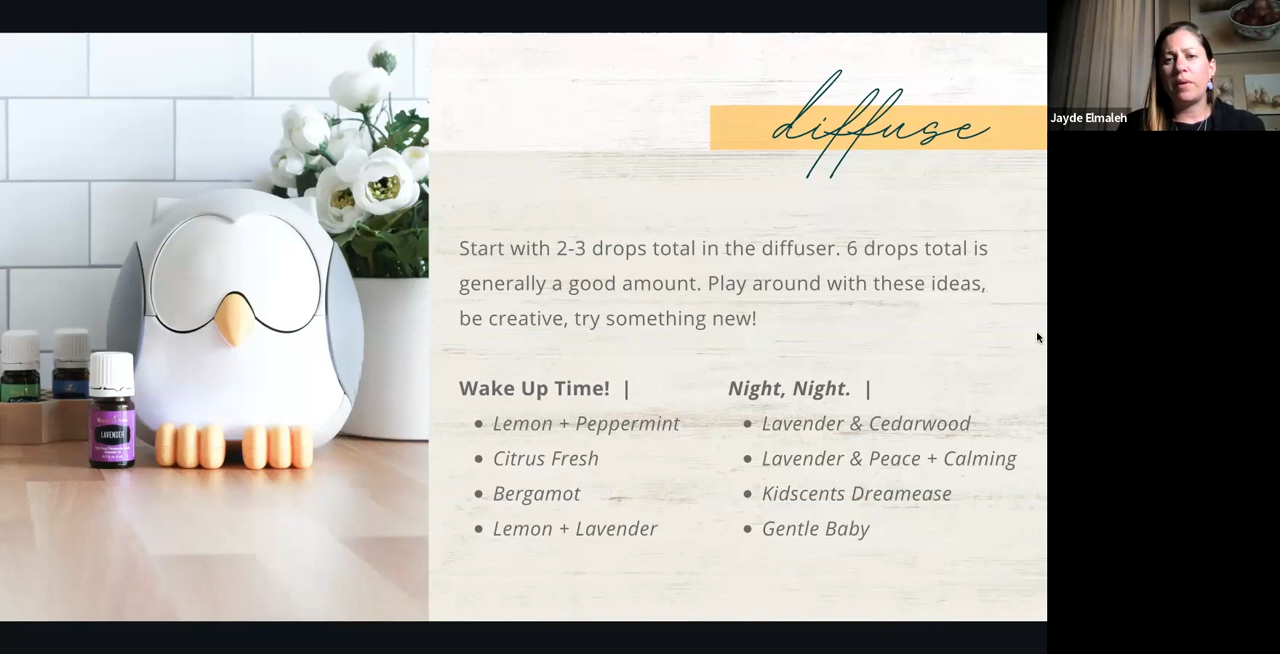 diffuse
Jayde Elmaleh
Start with 2-3 drops total in the diffuser. 6 drops total is
generally a good amount. Play around with these ideas,
be creative, try something new!
Wake Up Time! |
Lemon + Peppermint
Citrus Fresh
Bergamot
Lemon + Lavender
Night, Night. |
Lavender & Cedarwood
Lavender & Peace + Calming
Kidscents Dreamease
Gentle Baby
LAVENDER